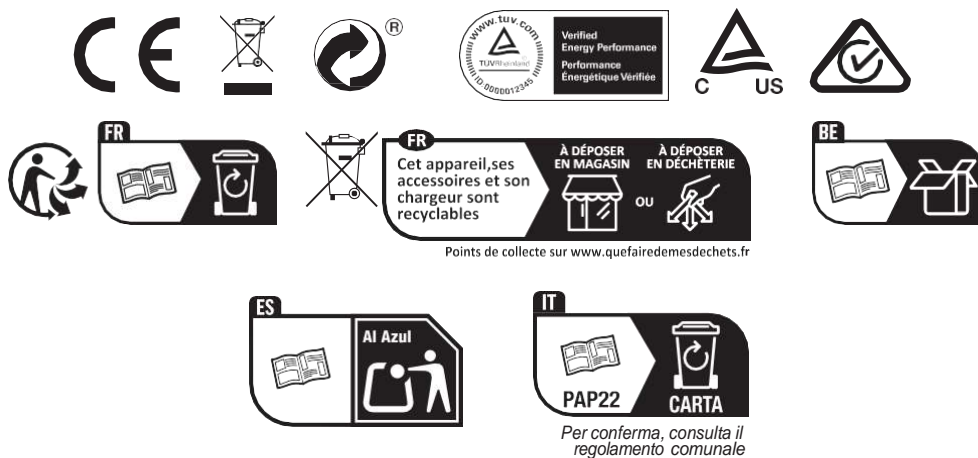 CE
®
www.tuv.com
TÜVRheinland
ID:0000012345
Verified
Energy Performance
Performance
Énergétique Vérifiée
C US
FR
FR
Cet appareil,ses
accessoires et son
chargeur sont
recyclables
À DÉPOSER
EN MAGASIN
OU
À DÉPOSER
EN DÉCHÈTERIE
Points de collecte sur www.quefairedemesdechets.fr
BE
ES
Al Azul
IT
PAP22
CARTA
Per conferma, consulta il
regolamento comunale